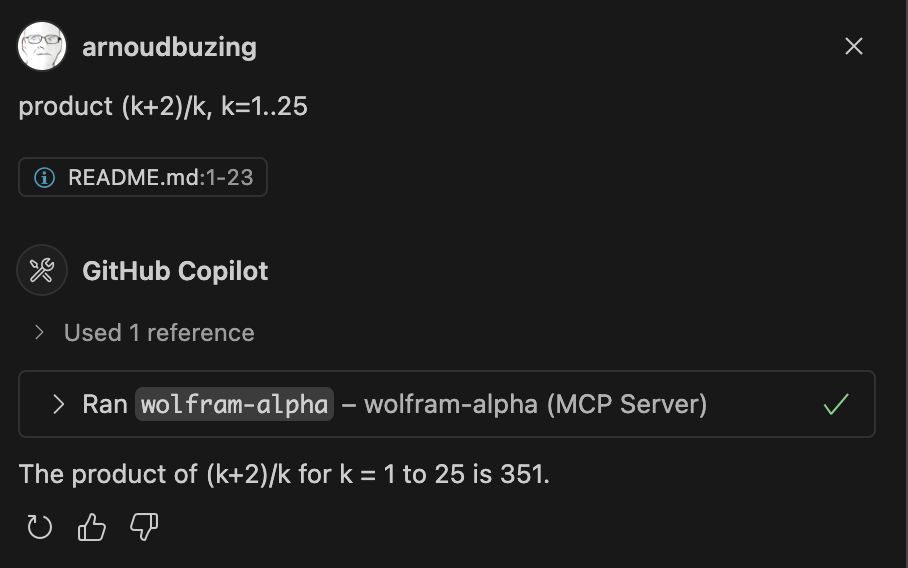 arnoudbuzing
product (k+2)/k, k=1..25
README.md:1-23
GitHub Copilot
Used 1 reference
Ran wolfram-alpha – wolfram-alpha (MCP Server)
The product of (k+2)/k for k = 1 to 25 is 351.